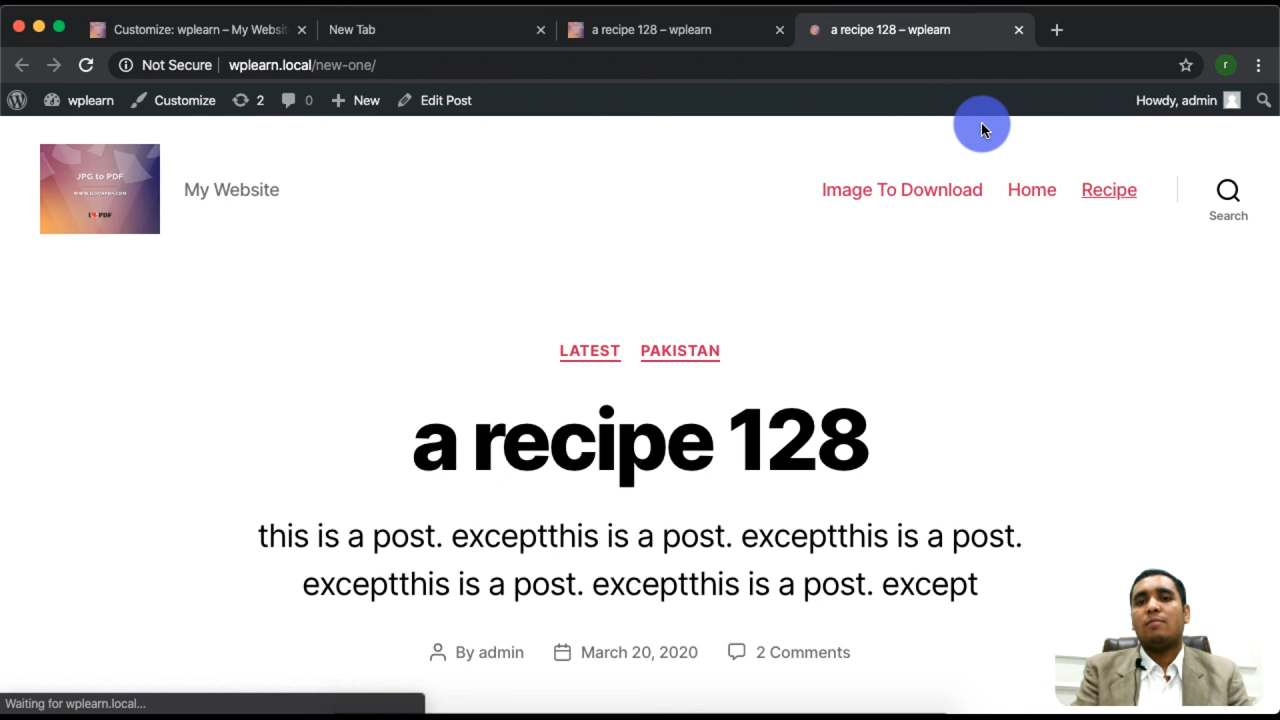 Customize: wplearn – My Websit
New Tab
a recipe 128 – wplearn
a recipe 128 – wplearn
Not Secure
wplearn.local/new-one/
r
wplearn
Customize
2
0
New
Edit Post
Howdy, admin
JPG to PDF
My Website
Image To Download
Home
Recipe
Search
LATEST
PAKISTAN
a recipe 128
this is a post. exceptthis is a post. exceptthis is a post.
exceptthis is a post. exceptthis is a post. except
By admin
March 20, 2020
2 Comments
Waiting for wplearn.local...